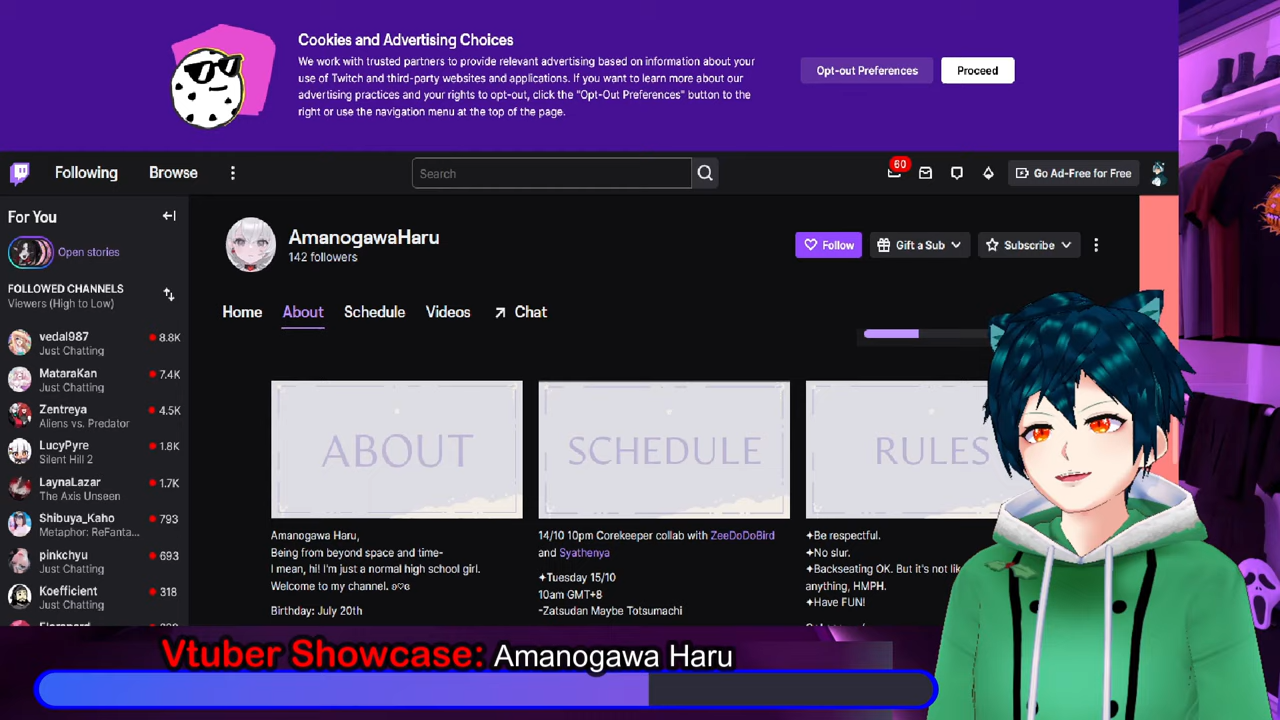 Cookies and Advertising Choices
We work with trusted partners to provide relevant advertising based on information about your
use of Twitch and third-party websites and applications. If you want to learn more about our
advertising practices and your rights to opt-out, click the "Opt-Out Preferences" button to the
right or use the navigation menu at the top of the page.
Opt-out Preferences
Proceed
Following
Browse
Search
60
Go Ad-Free for Free
For You
Open stories
FOLLOWED CHANNELS
Viewers (High to Low)
vedal987
8.8K
Just Chatting
MataraKan
7.4K
Just Chatting
Zentreya
4.5K
Aliens vs. Predator
LucyPyre
1.8K
Silent Hill 2
LaynaLazar
1.7K
The Axis Unseen
Shibuya_Kaho
793
Metaphor: ReFanta...
pinkchyu
693
Just Chatting
Koefficient
318
Just Chatting
AmanogawaHaru
142 followers
Follow
Gift a Sub
Subscribe
Home
About
Schedule
Videos
Chat
ABOUT
Amanogawa Haru,
Being from beyond space and time-
I mean, hi! I'm just a normal high school girl.
Welcome to my channel.
Birthday: July 20th
SCHEDULE
14/10 10pm Corekeeper collab with ZeeDoDoBird
and Syathenya
✦Tuesday 15/10
10am GMT+8
~Zatsudan Maybe Totsumachi
RULES
✦Be respectful.
✦No slur.
✦Backseating OK. But it's not lik
anything, HMPH.
✦Have FUN!
Vtuber Showcase: Amanogawa Haru